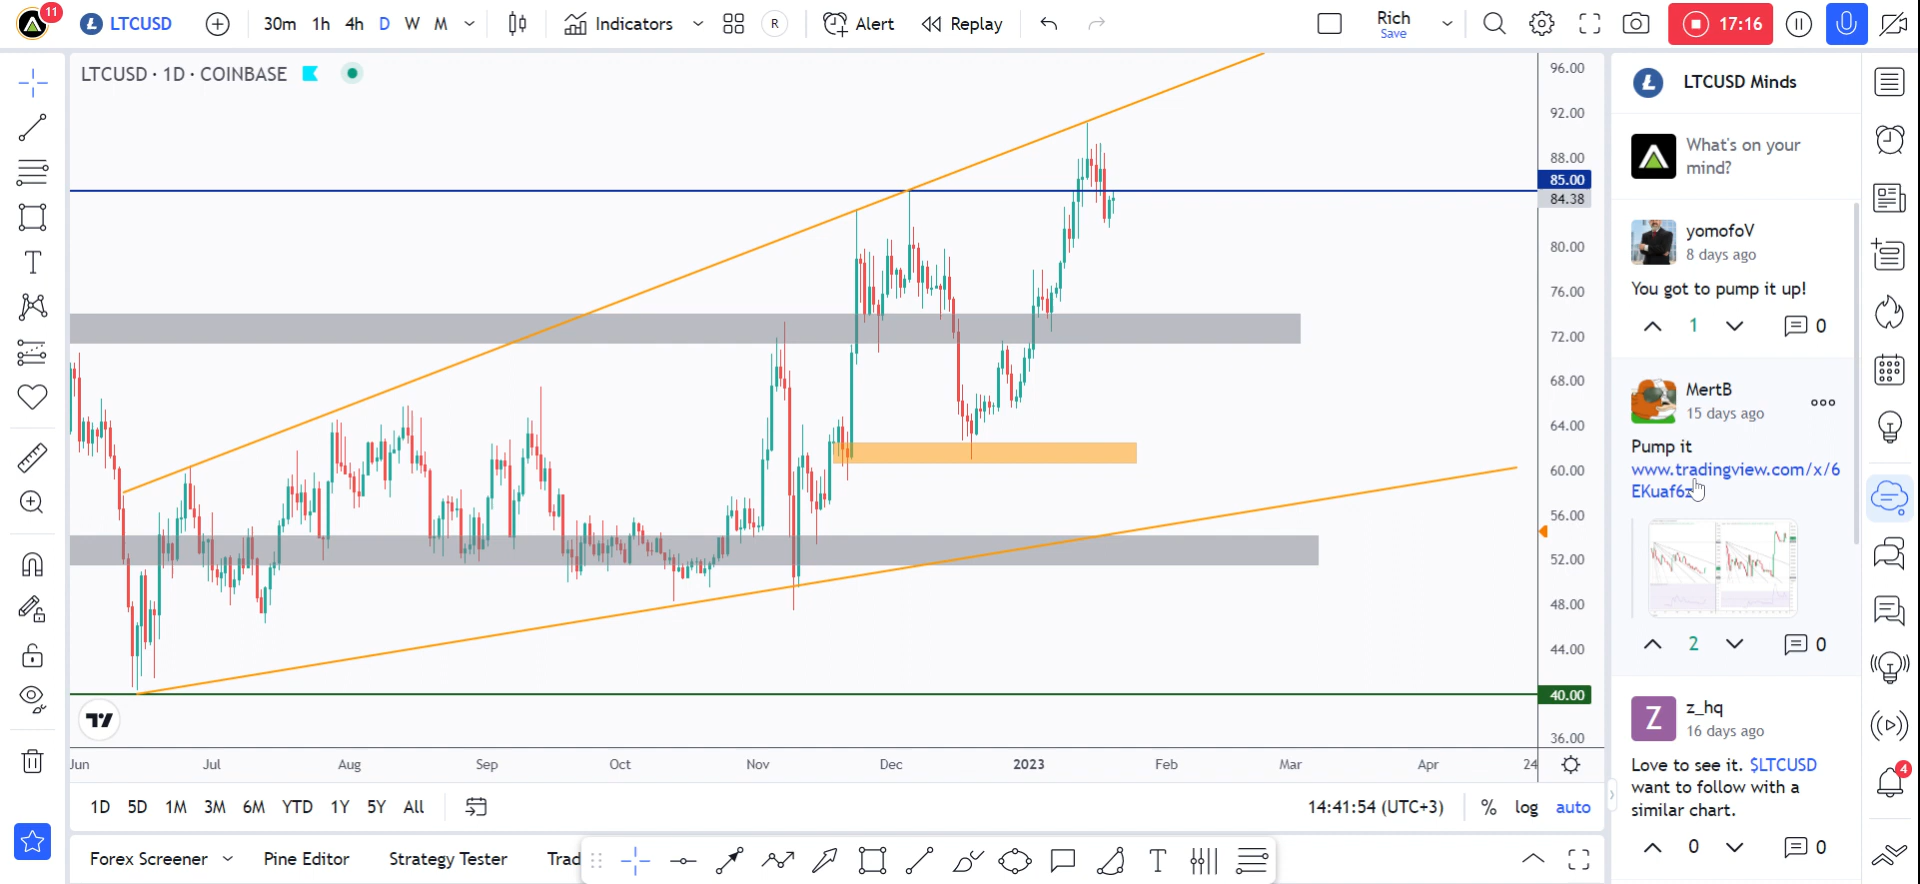 11
LTCUSD
30m 1h 4h D W M
Indicators
R
Alert
Replay
Rich
Save
17:16
LTCUSD · 1D · COINBASE
96.00
92.00
88.00
85.00
84.38
80.00
76.00
72.00
68.00
64.00
60.00
56.00
52.00
48.00
44.00
40.00
36.00
Jun Jul Aug Sep Oct Nov Dec 2023 Feb Mar Apr 24
1D 5D 1M 3M 6M YTD 1Y 5Y All
14:41:54 (UTC+3) % log auto
Forex Screener Pine Editor Strategy Tester Trad
LTCUSD Minds
What's on your
mind?
yomofoV
8 days ago
You got to pump it up!
1 0
MertB
15 days ago
Pump it
www.tradingview.com/x/6
EKuaf6z
2 0
Z
z_hq
16 days ago
Love to see it. $LTCUSD
want to follow with a
similar chart.
0 0
4